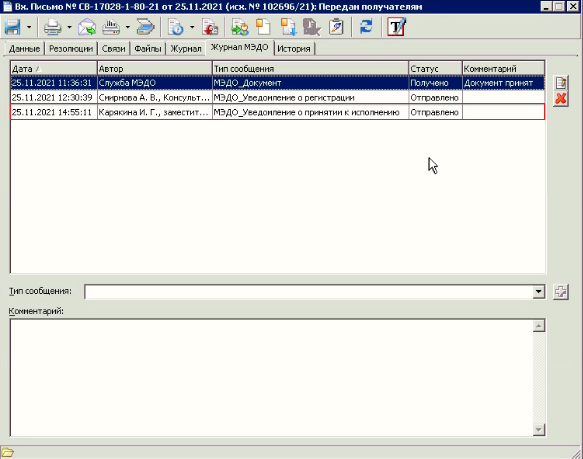 Вх. Письмо № СВ-17028-1-80-21 от 25.11.2021 (исх. № 102696/21): Передан получателям
Данные Резолюции Связи Файлы Журнал Журнал МЭДО История
Дата / Автор Тип сообщения Статус Комментарий
25.11.2021 11:36:31 Служба МЭДО МЭДО_Документ Получено Документ принят
25.11.2021 12:30:39 Смирнова А. В., Консульт... МЭДО_Уведомление о регистрации Отправлено
25.11.2021 14:55:11 Карякина И. Г., заместит... МЭДО_Уведомление о принятии к исполнению Отправлено
Тип сообщения:
Комментарий: